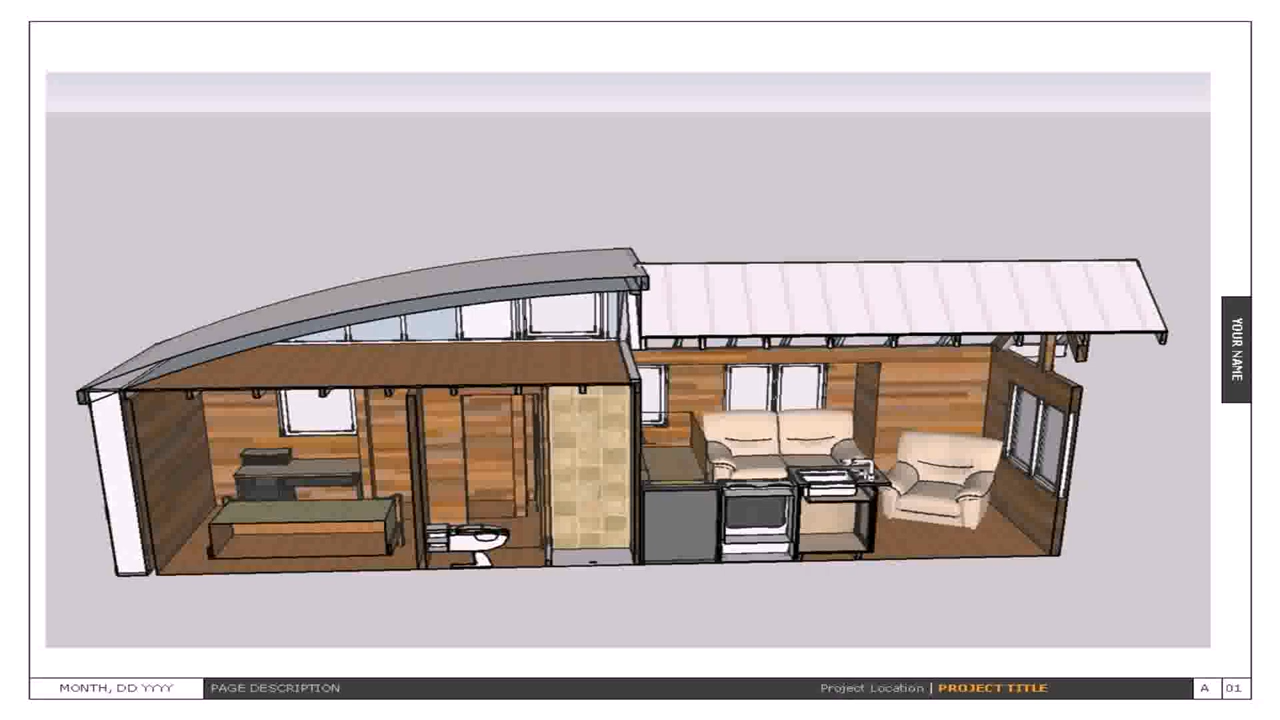 YOUR NAME
MONTH, DD YYYY
PAGE DESCRIPTION
Project Location | PROJECT TITLE
A 01